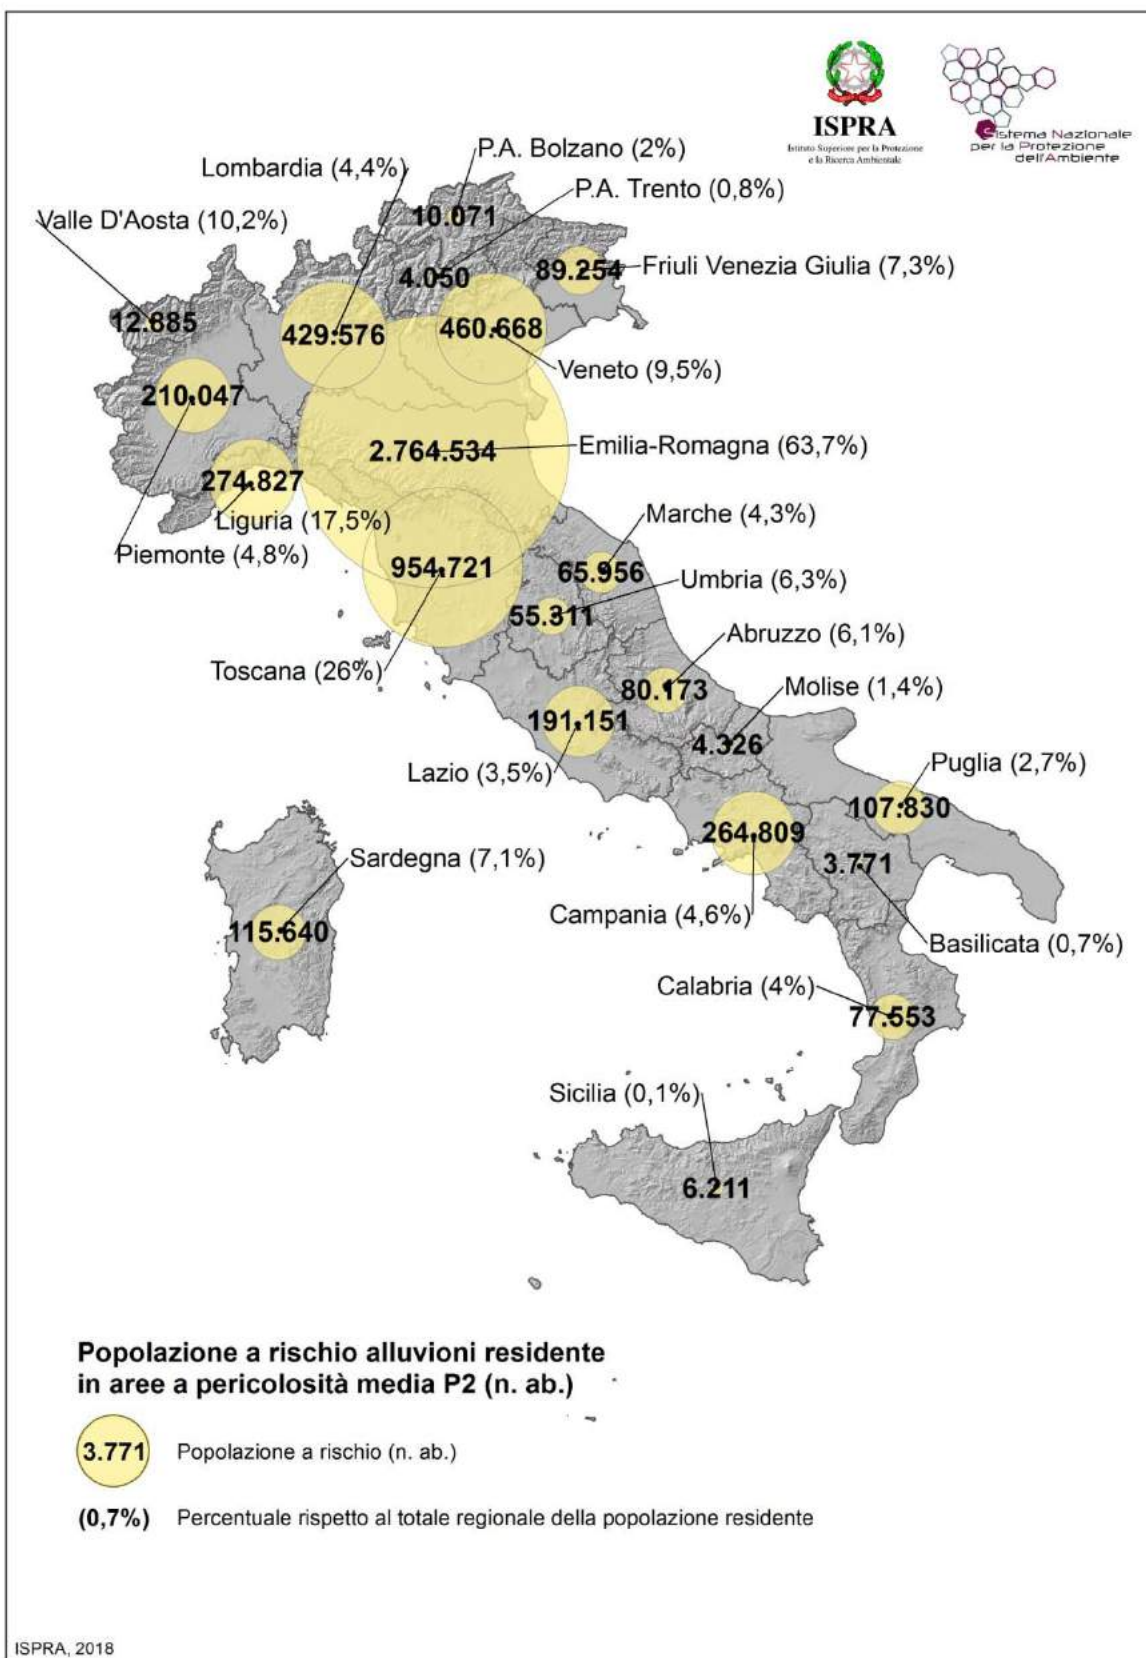 ISPRA
Istituto Superiore per la Protezione
e la Ricerca Ambientale
Sistema Nazionale
per la Protezione
dell'Ambiente
P.A. Bolzano (2%)
Lombardia (4,4%)
P.A. Trento (0,8%)
Valle D'Aosta (10,2%)
10.071
4.050
89.254
Friuli Venezia Giulia (7,3%)
12.885
429.576
460.668
Veneto (9,5%)
210.047
2.764.534
Emilia-Romagna (63,7%)
274.827
Liguria (17,5%)
Marche (4,3%)
Piemonte (4,8%)
954.721
65.956
Umbria (6,3%)
55.311
Abruzzo (6,1%)
Toscana (26%)
80.173
Molise (1,4%)
191.151
4.326
Lazio (3,5%)
Puglia (2,7%)
107.830
264.809
Sardegna (7,1%)
3.771
Campania (4,6%)
115.640
Basilicata (0,7%)
Calabria (4%)
77.553
Sicilia (0,1%)
6.211
Popolazione a rischio alluvioni residente
in aree a pericolosità media P2 (n. ab.)
3.771 Popolazione a rischio (n. ab.)
(0,7%) Percentuale rispetto al totale regionale della popolazione residente
ISPRA, 2018